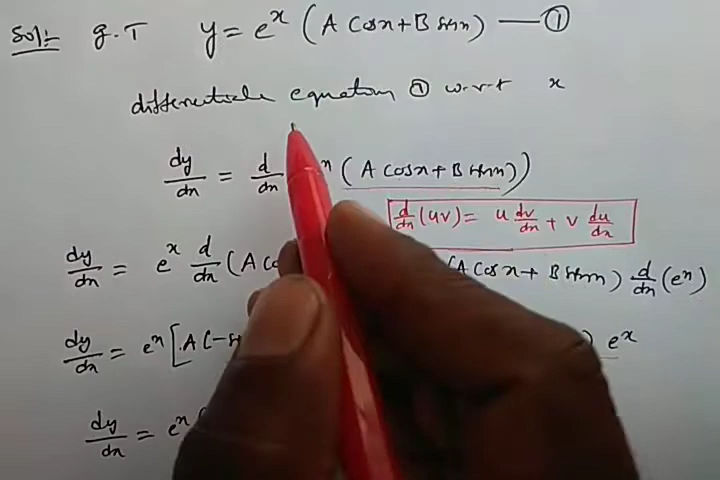 Sol:- g.T y = e^x (A Cosx + B sinx) — ①
differentiate equation ① w.r.t x
dy/dx = d/dx x (A Cosx + B sinx))
d/dx (uv) = u dv/dx + v du/dx
dy/dx = e^x d/dx (A Co (A Cosx + B sinx) d/dx (e^x)
dy/dx = e^x [A(-s ) e^x
dy/dx = e^x